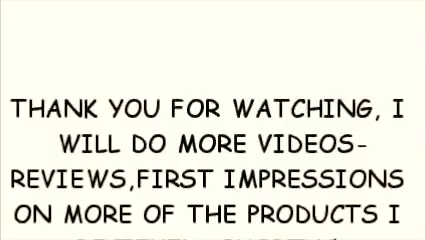 THANK YOU FOR WATCHING, I
WILL DO MORE VIDEOS-
REVIEWS,FIRST IMPRESSIONS
ON MORE OF THE PRODUCTS I